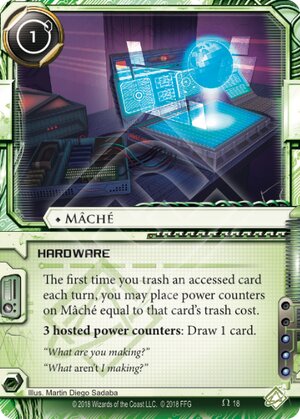 1
♦ MÂCHÉ
HARDWARE
The first time you trash an accessed card
each turn, you may place power counters
on Mâché equal to that card's trash cost.
3 hosted power counters: Draw 1 card.
"What are you making?"
"What aren't I making?"
Illus. Martin Diego Sadaba
© 2018 Wizards of the Coast LLC. © 2018 FFG
Ω 18